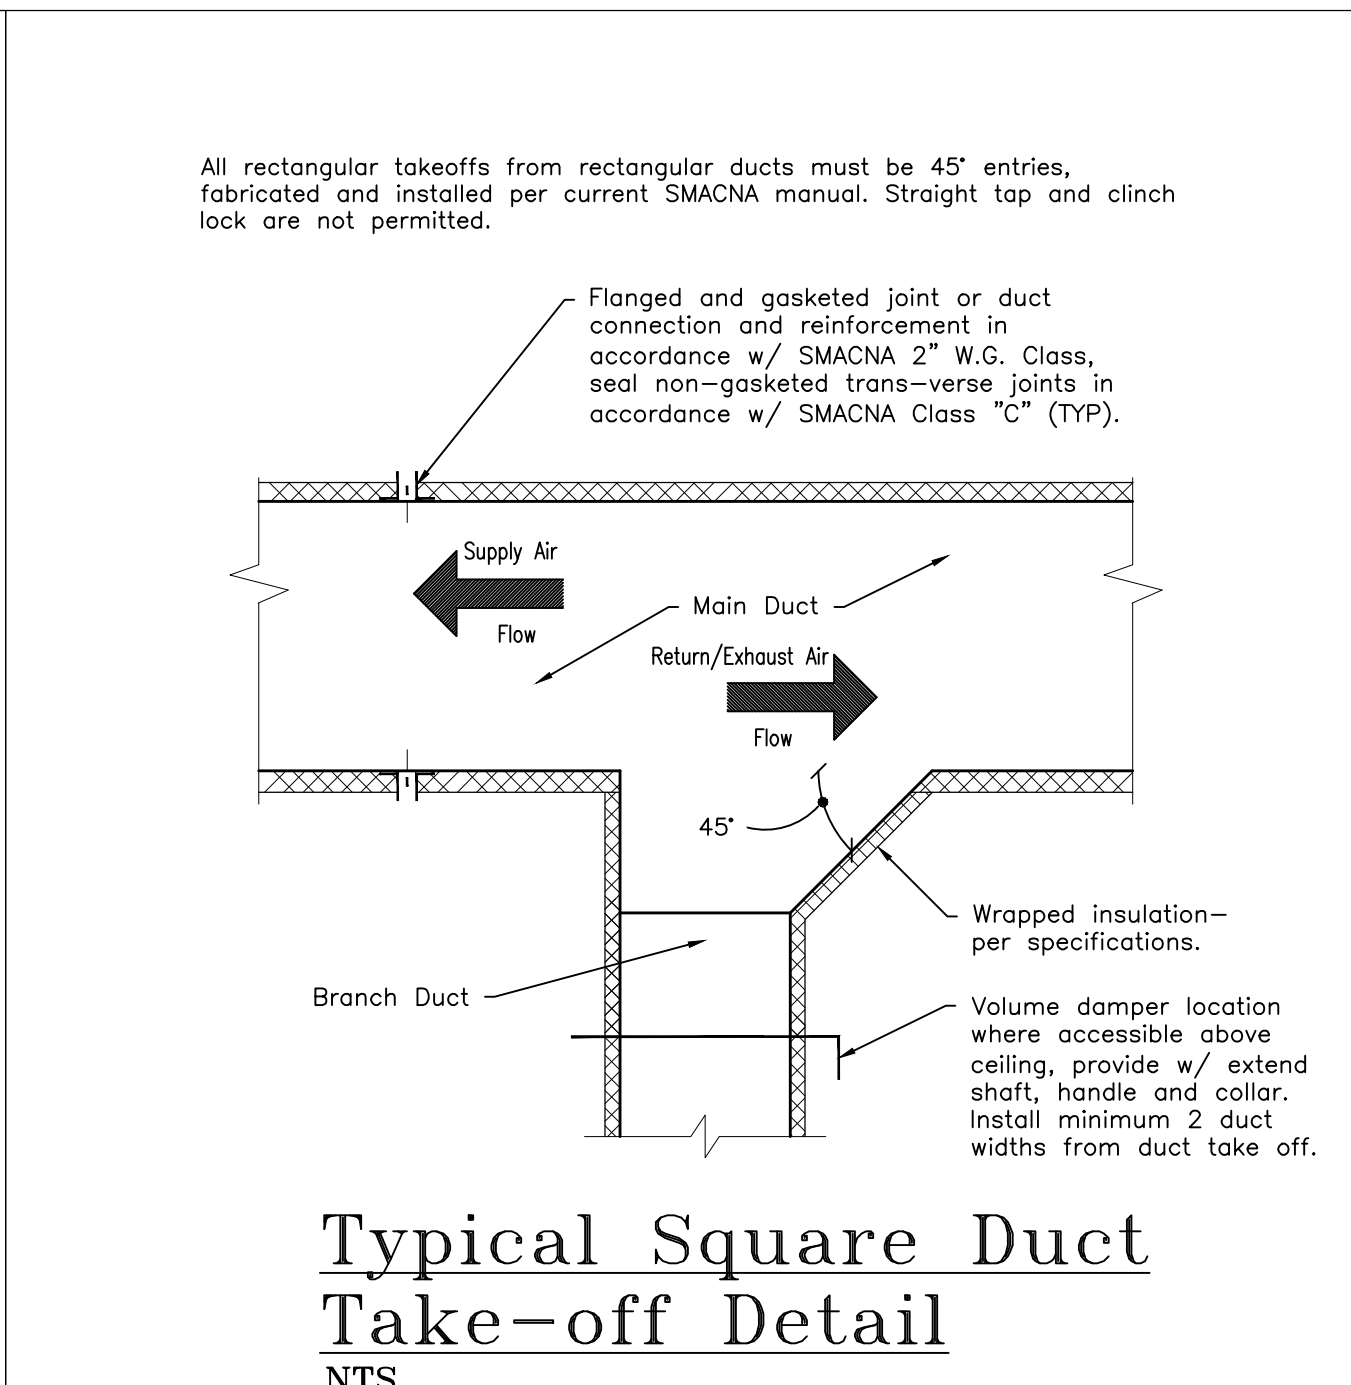 All rectangular takeoffs from rectangular ducts must be 45° entries,
fabricated and installed per current SMACNA manual. Straight tap and clinch
lock are not permitted.
Flanged and gasketed joint or duct
connection and reinforcement in
accordance w/ SMACNA 2" W.G. Class,
seal non-gasketed trans-verse joints in
accordance w/ SMACNA Class "C" (TYP).
Supply Air
Flow
Main Duct
Return/Exhaust Air
Flow
45°
Wrapped insulation-
per specifications.
Branch Duct
Volume damper location
where accessible above
ceiling, provide w/ extend
shaft, handle and collar.
Install minimum 2 duct
widths from duct take off.
Typical Square Duct
Take-off Detail
NTS